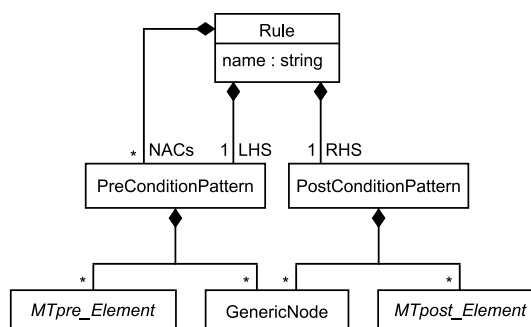 Rule
name : string
* NACs 1 LHS 1 RHS
PreConditionPattern PostConditionPattern
* * * *
MTpre_Element GenericNode MTpost_Element